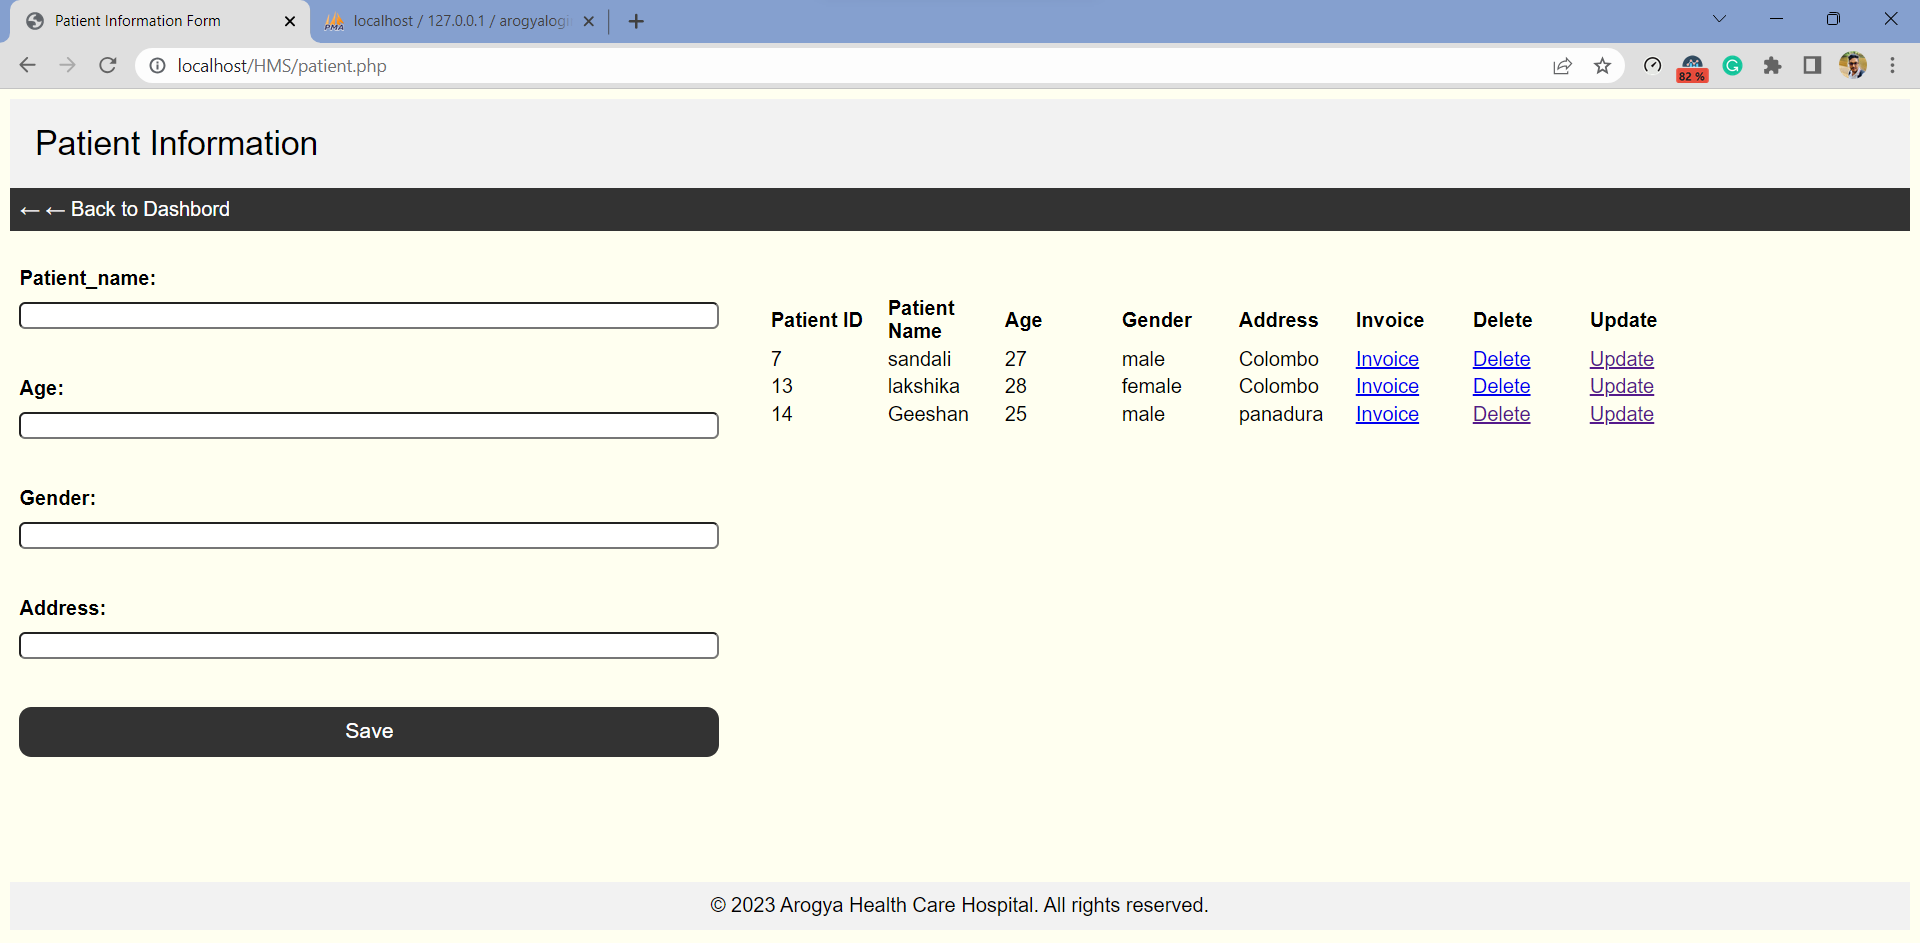 Patient Information Form
PMA localhost / 127.0.0.1 / arogyalogi
localhost/HMS/patient.php
82 %
Patient Information
←← Back to Dashbord
Patient_name:
Age:
Gender:
Address:
Save
Patient ID Patient Name Age Gender Address Invoice Delete Update
7 sandali 27 male Colombo Invoice Delete Update
13 lakshika 28 female Colombo Invoice Delete Update
14 Geeshan 25 male panadura Invoice Delete Update
© 2023 Arogya Health Care Hospital. All rights reserved.